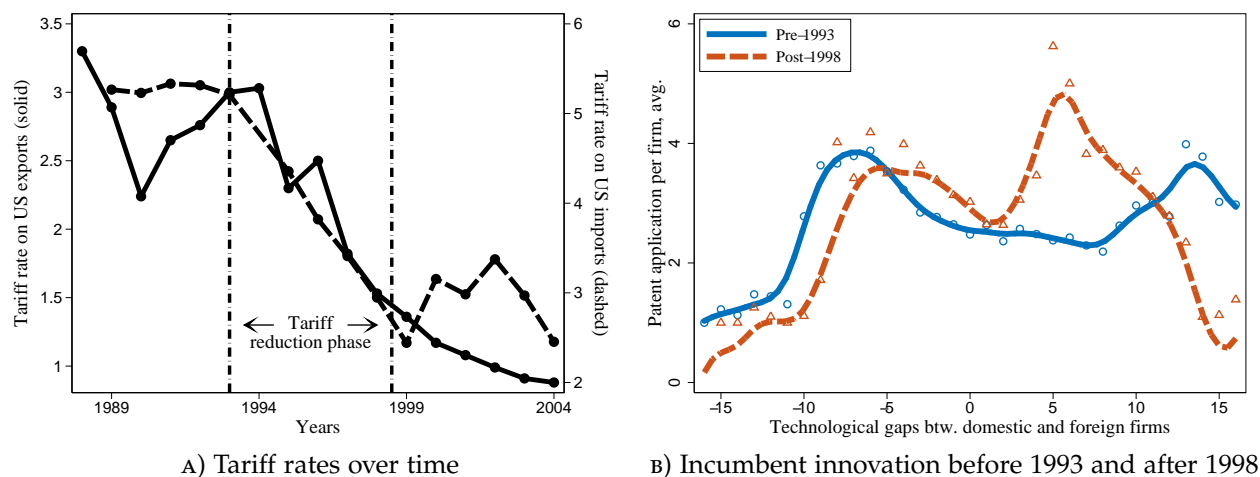 3.5
3
2.5
2
1.5
1
Tariff rate on US exports (solid)
6
5
4
3
2
Tariff rate on US
imports (dashed)
Tariff
reduction phase
1989
1994
1999
2004
Years
A) Tariff rates over time
6
4
2
0
Patent application per firm, avg.
Pre–1993
Post–1998
−15
−10
−5
0
5
10
15
Technological gaps btw. domestic and foreign firms
B) Incumbent innovation before 1993 and after 1998